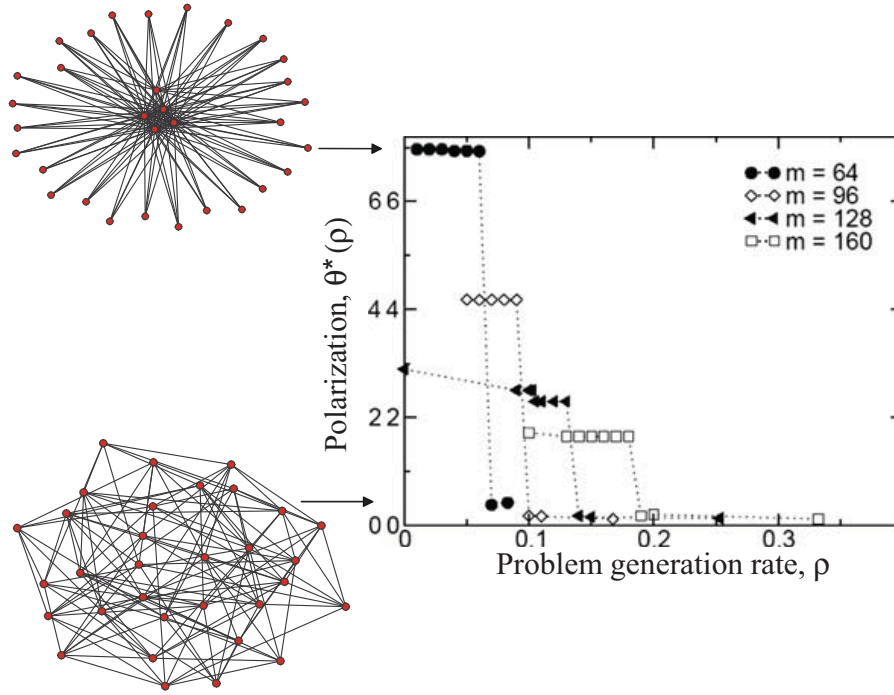 m = 64
m = 96
m = 128
m = 160
Polarization, θ*(ρ)
66
44
22
00
0
0.1
0.2
0.3
Problem generation rate, ρ